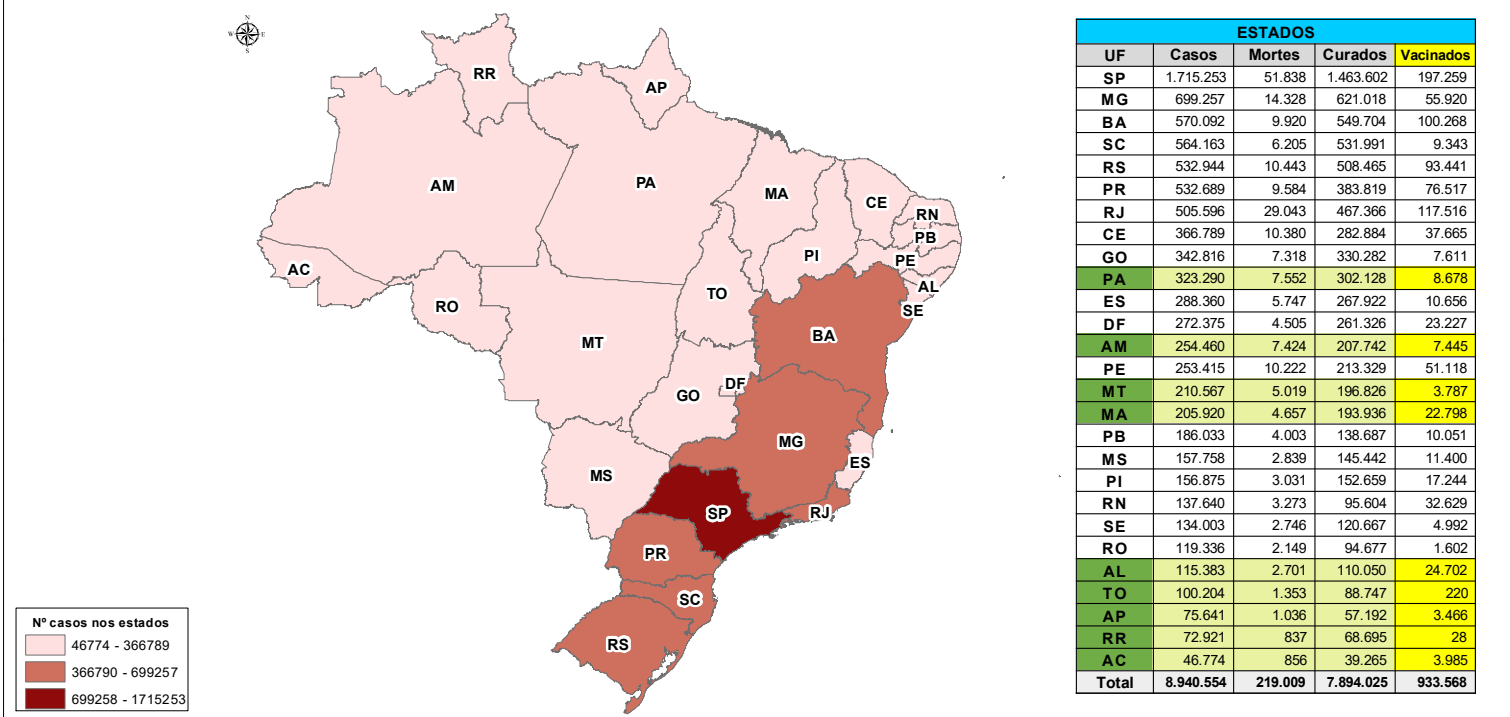 N
W E
S
RR
AP
AM
PA
MA
CE
RN
PB
PI
PE
AC
AL
TO
RO
SE
BA
MT
DF
GO
MG
ES
MS
SP
RJ
PR
SC
RS
Nº casos nos estados
46774 - 366789
366790 - 699257
699258 - 1715253
ESTADOS
UF Casos Mortes Curados Vacinados
SP 1.715.253 51.838 1.463.602 197.259
MG 699.257 14.328 621.018 55.920
BA 570.092 9.920 549.704 100.268
SC 564.163 6.205 531.991 9.343
RS 532.944 10.443 508.465 93.441
PR 532.689 9.584 383.819 76.517
RJ 505.596 29.043 467.366 117.516
CE 366.789 10.380 282.884 37.665
GO 342.816 7.318 330.282 7.611
PA 323.290 7.552 302.128 8.678
ES 288.360 5.747 267.922 10.656
DF 272.375 4.505 261.326 23.227
AM 254.460 7.424 207.742 7.445
PE 253.415 10.222 213.329 51.118
MT 210.567 5.019 196.826 3.787
MA 205.920 4.657 193.936 22.798
PB 186.033 4.003 138.687 10.051
MS 157.758 2.839 145.442 11.400
PI 156.875 3.031 152.659 17.244
RN 137.640 3.273 95.604 32.629
SE 134.003 2.746 120.667 4.992
RO 119.336 2.149 94.677 1.602
AL 115.383 2.701 110.050 24.702
TO 100.204 1.353 88.747 220
AP 75.641 1.036 57.192 3.466
RR 72.921 837 68.695 28
AC 46.774 856 39.265 3.985
Total 8.940.554 219.009 7.894.025 933.568